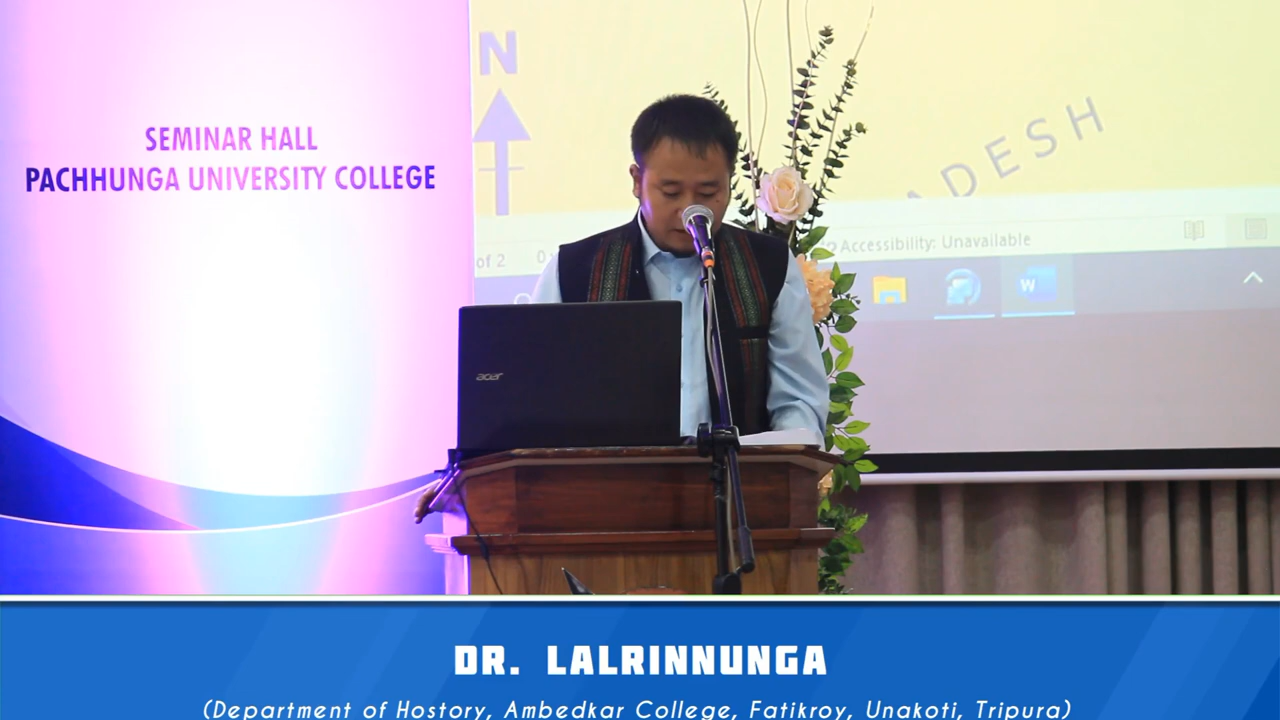 SEMINAR HALL
PACHHUNGA UNIVERSITY COLLEGE
N
ADESH
of 2
Accessibility: Unavailable
W
acer
DR. LALRINNUNGA
(Department of Hostory, Ambedkar College, Fatikroy, Unakoti, Tripura)